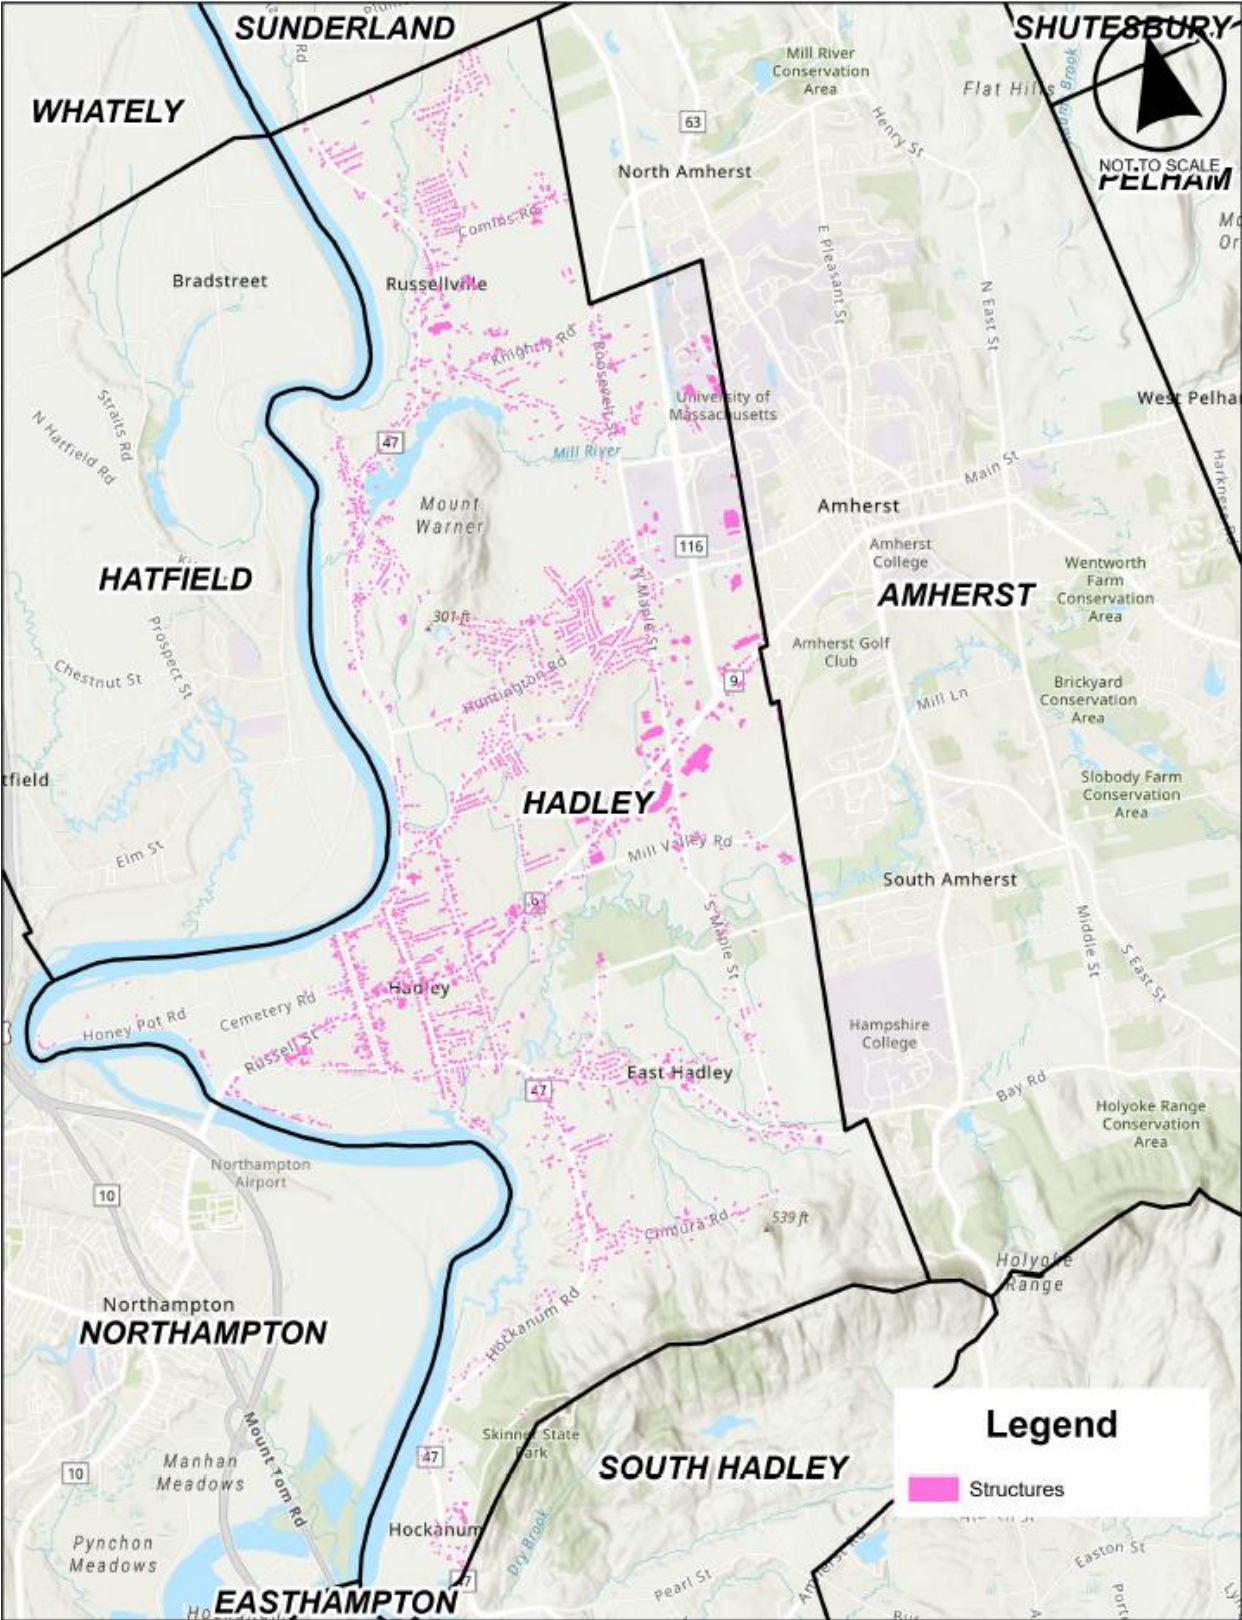 SUNDERLAND
SHUTESBURY
Rd
WHATELY
Mill River
Conservation
Area
Flat Hills
63
Henry St
NOT TO SCALE
PELHAM
North Amherst
Comins Rd
E Pleasant St
N East St
Bradstreet
Russellville
Knightly Rd
Roosevelt St
University of
Massachusetts
West Pelha
Straits Rd
N Hatfield Rd
47
Mill River
Main St
Mount
Warner
Amherst
116
Amherst
College
HATFIELD
Wentworth
Farm
Conservation
Area
AMHERST
N Maple St
301 ft
Prospect St
Chestnut St
Amherst Golf
Club
Huntington Rd
9
Mill Ln
Brickyard
Conservation
Area
tfield
HADLEY
Slobody Farm
Conservation
Area
Elm St
Mill Valley Rd
South Amherst
9
S Maple St
Middle St
S East St
Hadley
Cemetery Rd
Honey Pot Rd
Russell St
Hampshire
College
East Hadley
47
Bay Rd
Holyoke Range
Conservation
Area
Northampton
Airport
10
Cimura Rd
539 ft
Holyoke
Range
Northampton
NORTHAMPTON
Hockanum Rd
Legend
Structures
Mount Tom Rd
Skinner State
Park
47
SOUTH HADLEY
Manhan
Meadows
10
Hockanum
Dry Brook
Pynchon
Meadows
Easton St
Pearl St
EASTHAMPTON